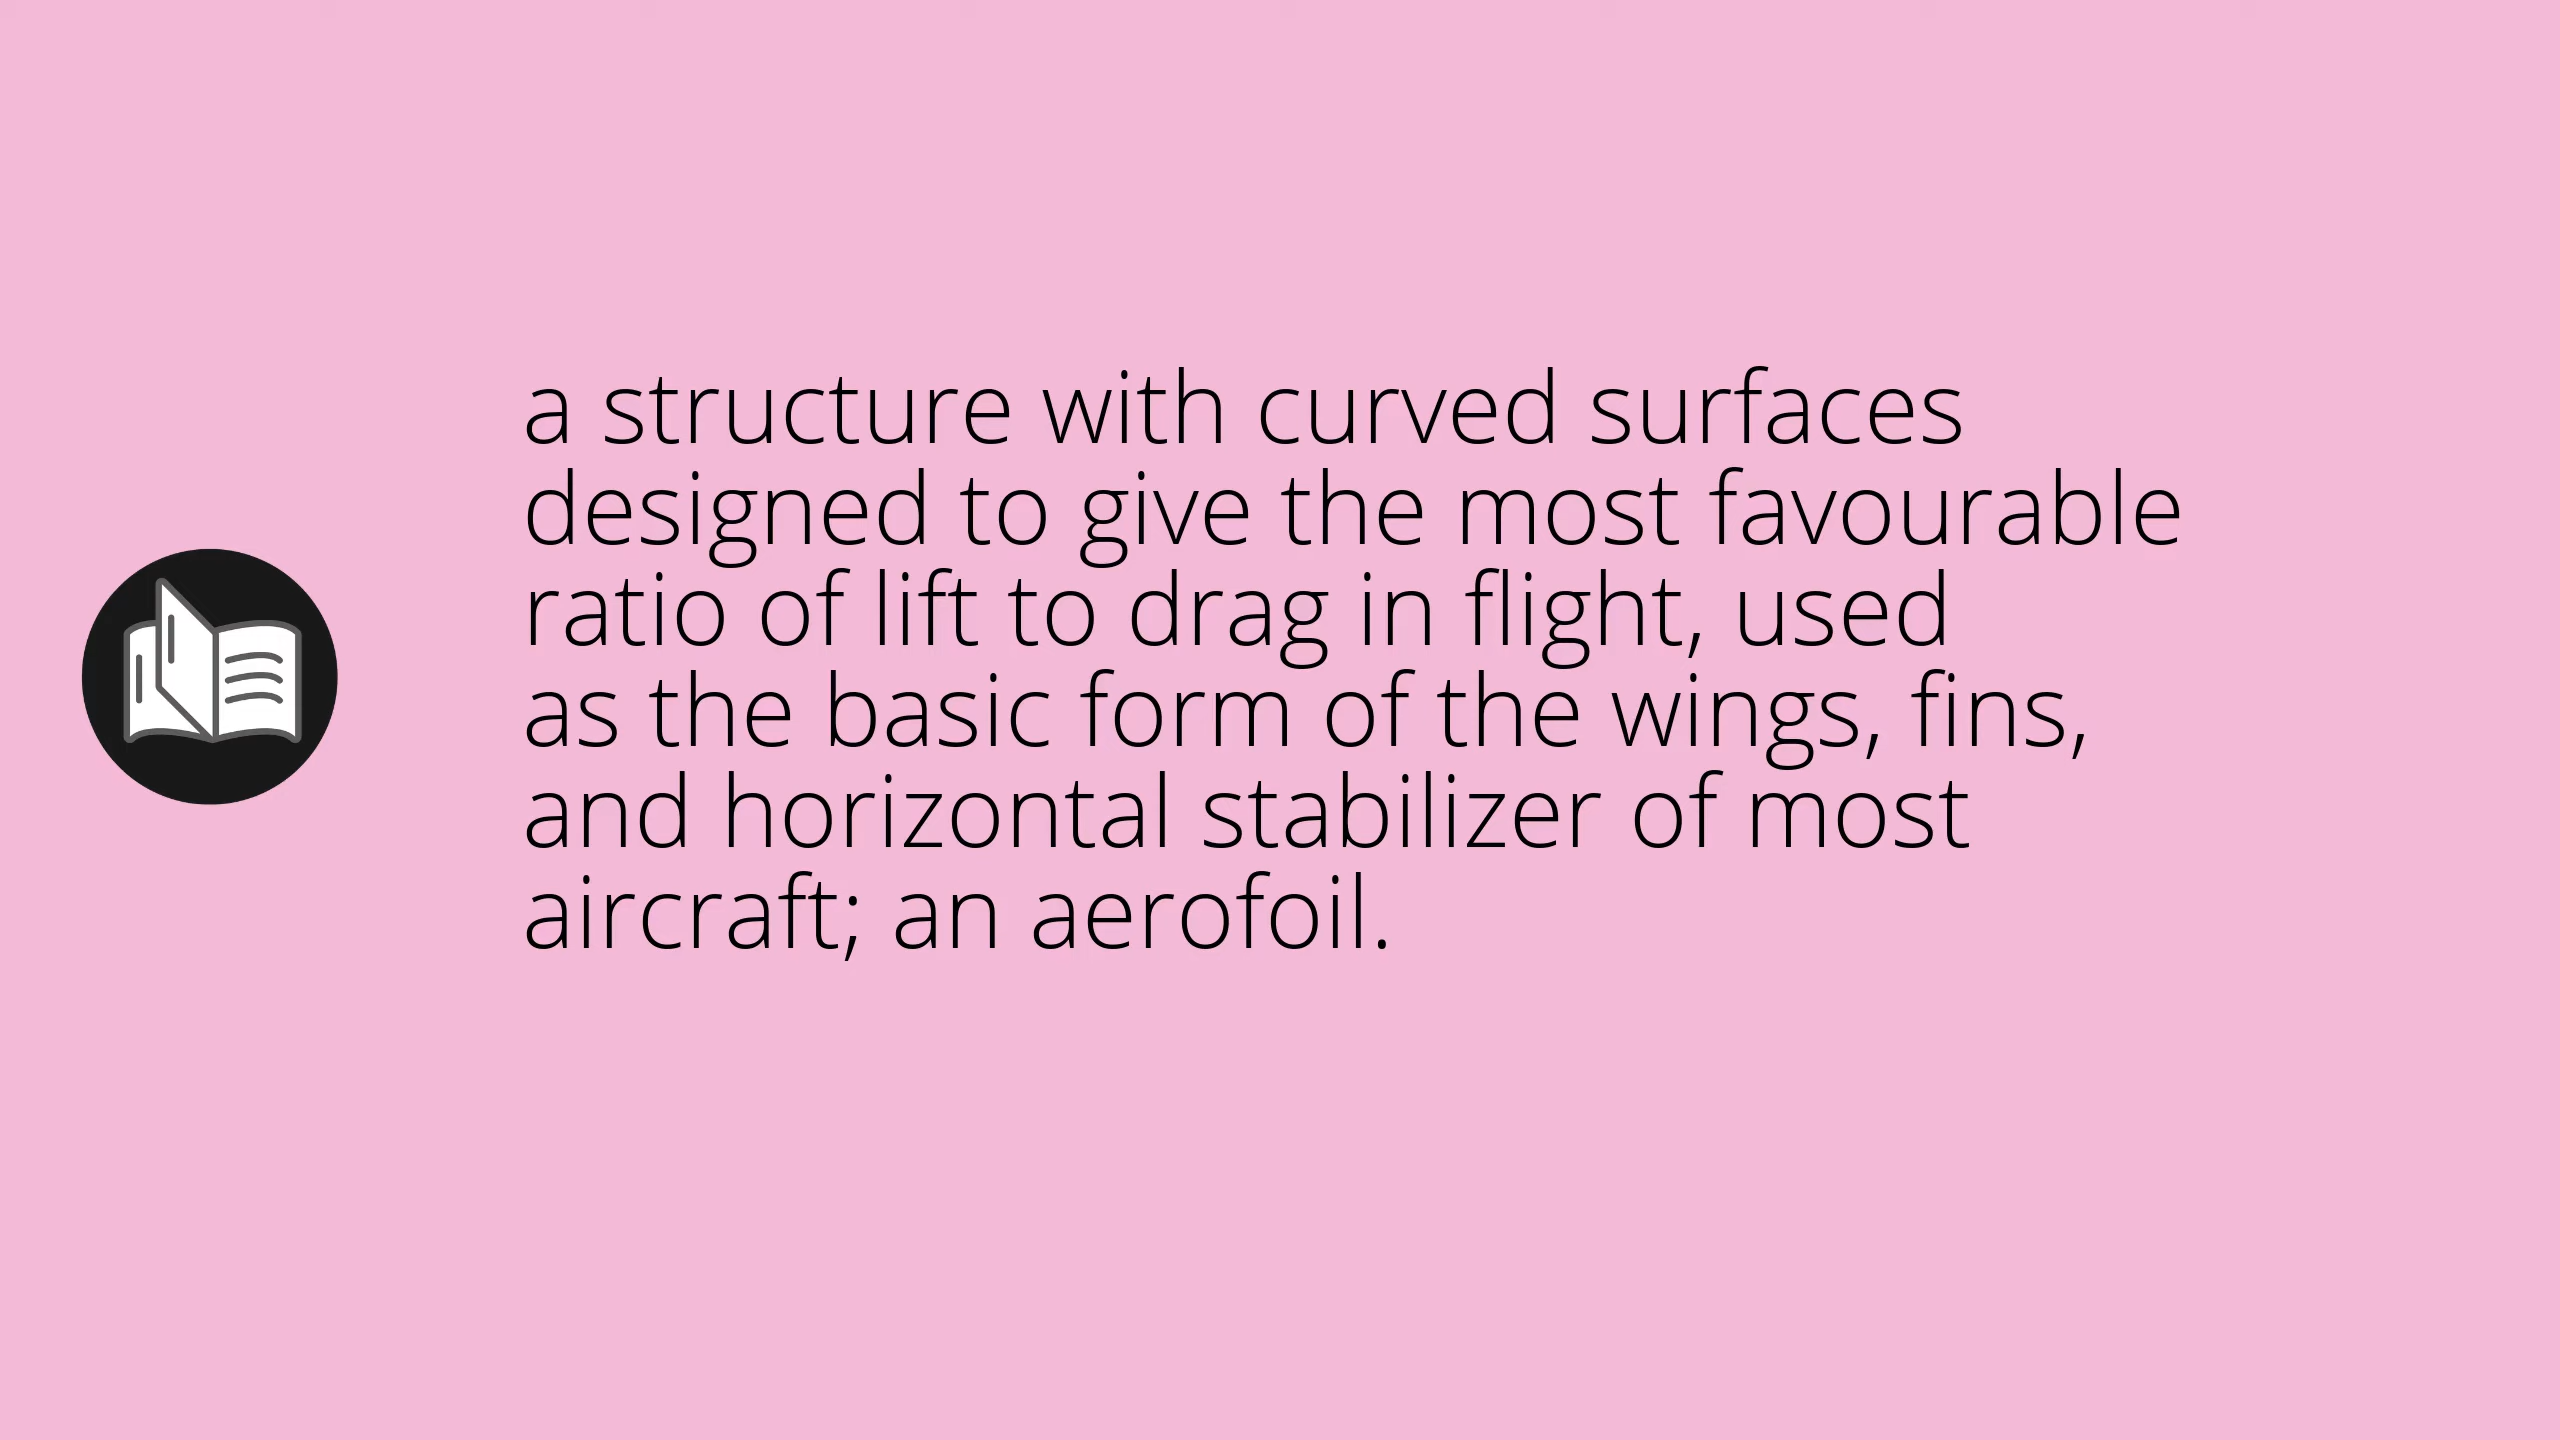 a structure with curved surfaces
designed to give the most favourable
ratio of lift to drag in flight, used
as the basic form of the wings, fins,
and horizontal stabilizer of most
aircraft; an aerofoil.